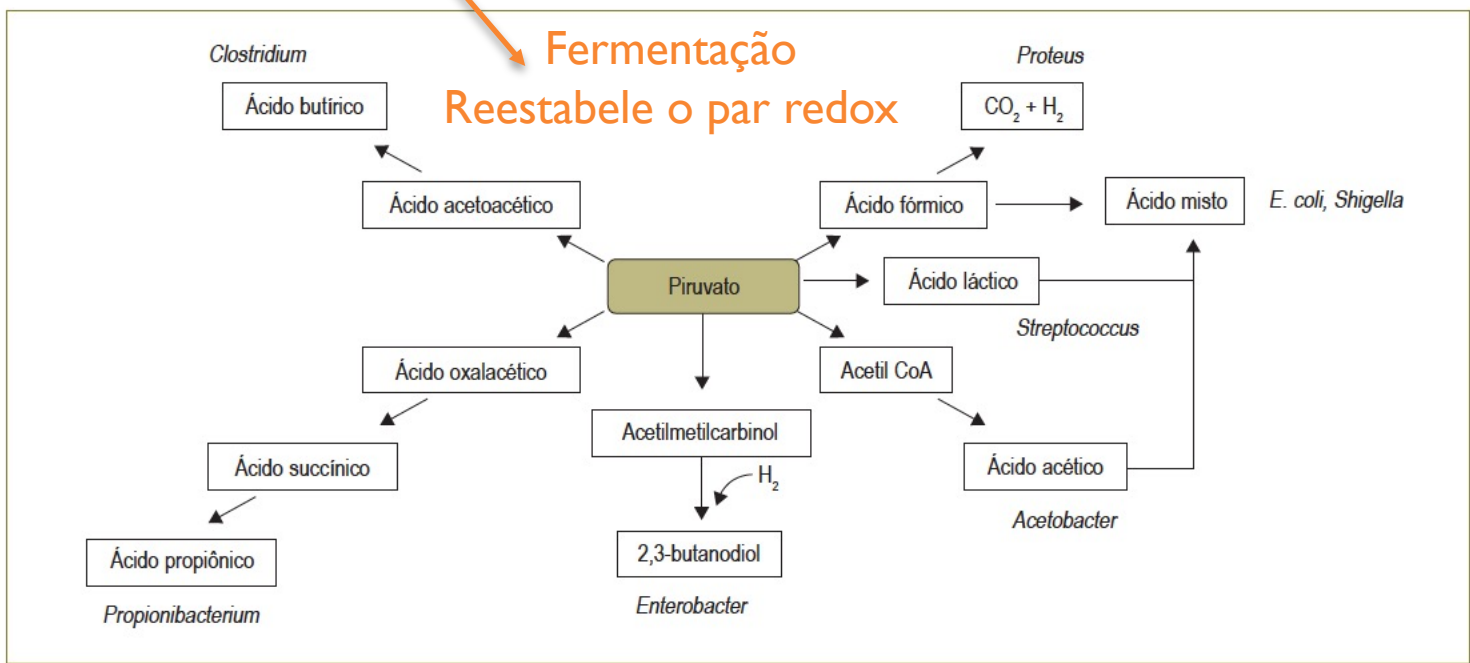 Fermentação
Reestabele o par redox
Clostridium
Ácido butírico
Proteus
CO₂ + H₂
Ácido acetoacético
Ácido fórmico
Ácido misto
E. coli, Shigella
Piruvato
Ácido láctico
Streptococcus
Ácido oxalacético
Acetil CoA
Acetilmetilcarbinol
Ácido succínico
H₂
Ácido acético
Acetobacter
Ácido propiônico
2,3-butanodiol
Propionibacterium
Enterobacter